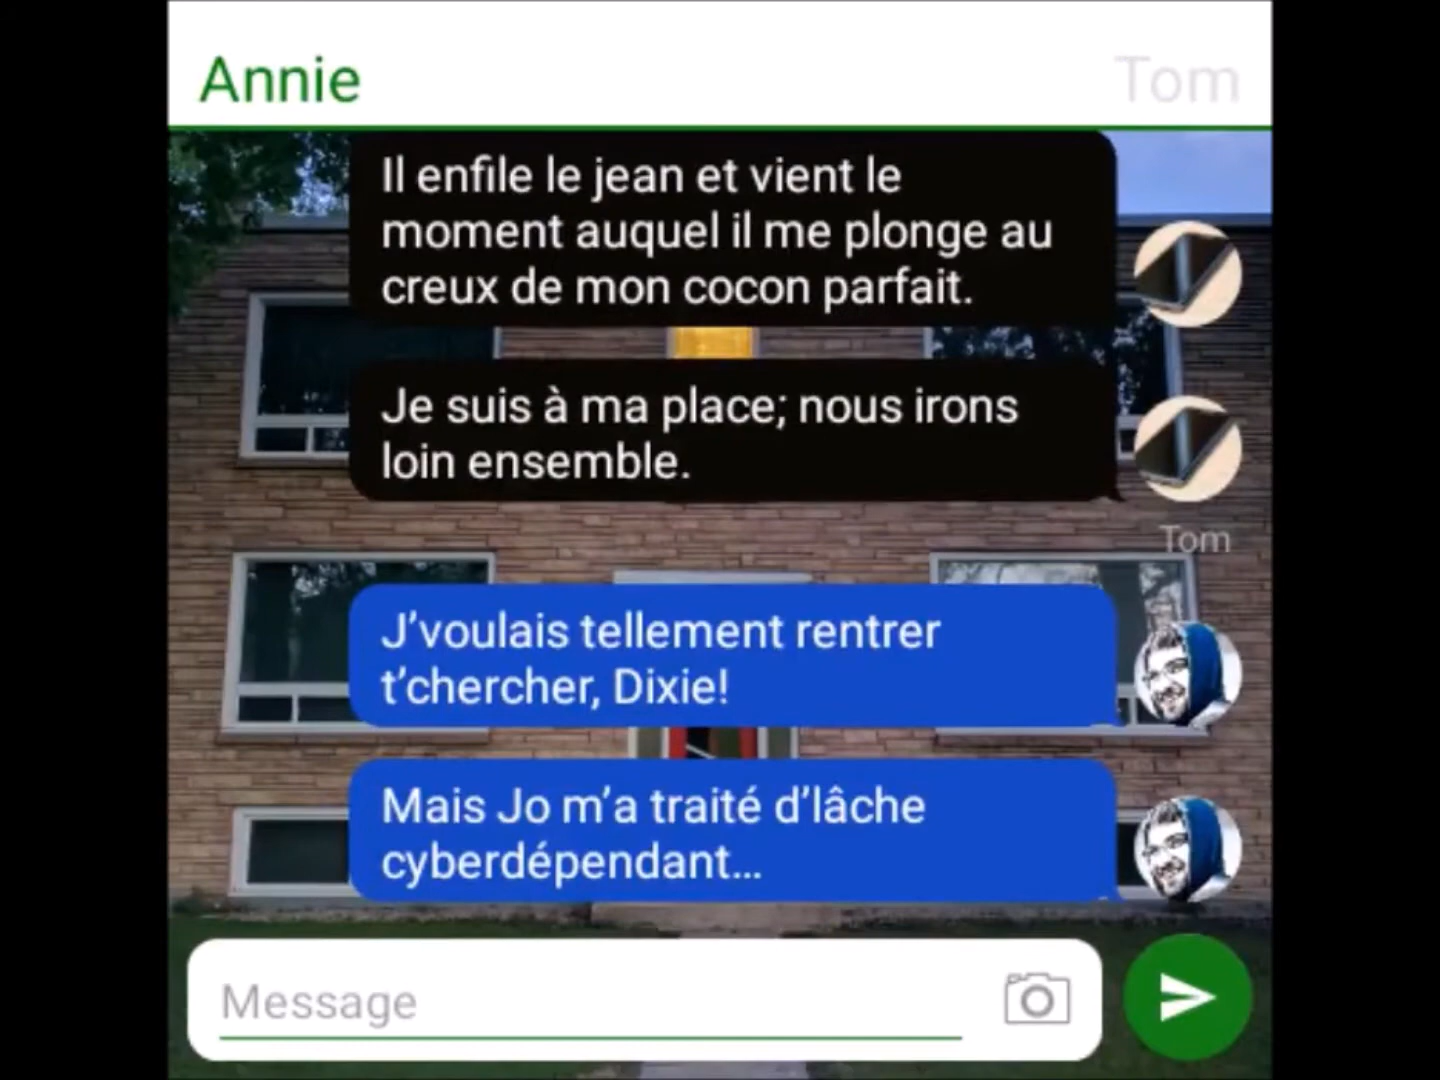 Annie
Tom
Il enfile le jean et vient le
moment auquel il me plonge au
creux de mon cocon parfait.
Je suis à ma place; nous irons
loin ensemble.
Tom
J’voulais tellement rentrer
t’chercher, Dixie!
Mais Jo m’a traité d’lâche
cyberdépendant...
Message